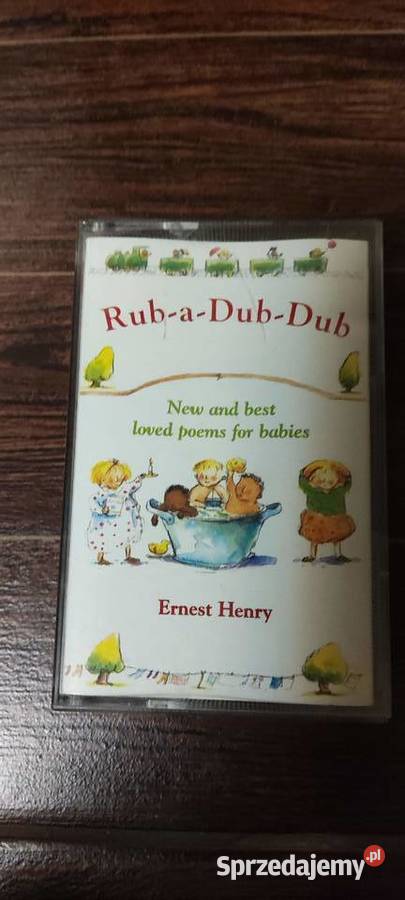 Rub-a-Dub-Dub
New and best
loved poems for babies
Ernest Henry
Sprzedajemy.pl